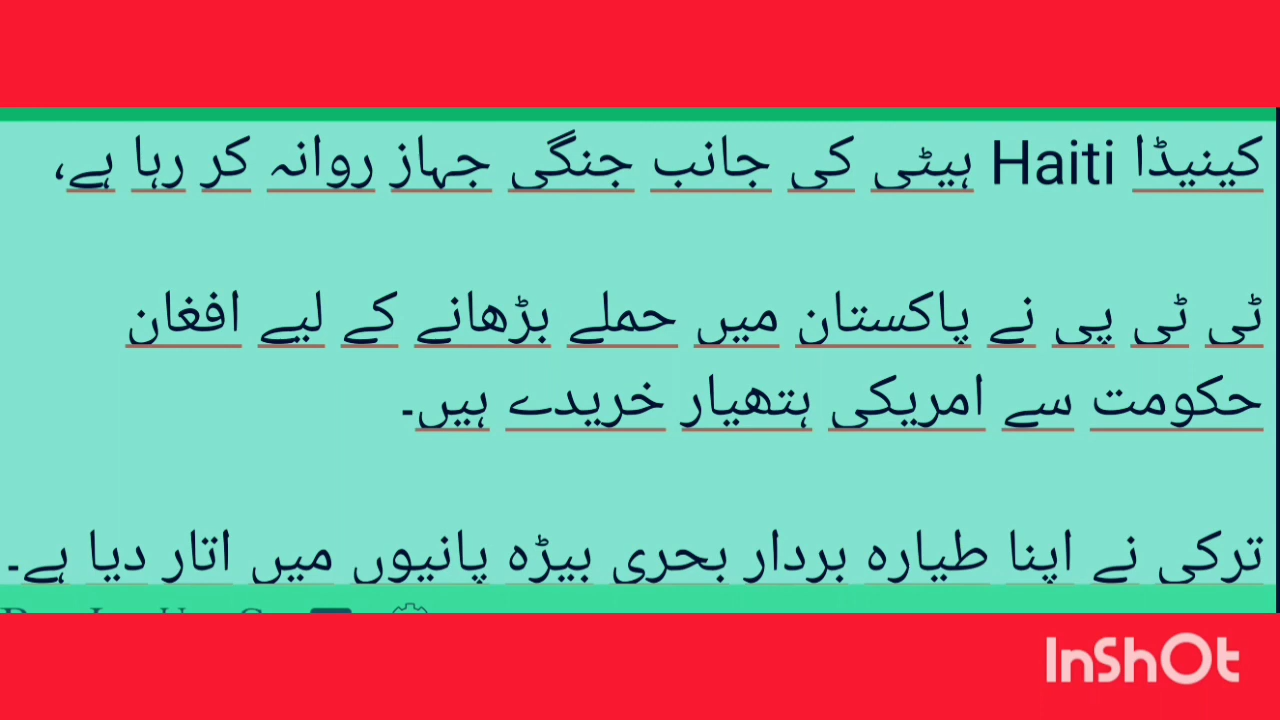 کینیڈا Haiti ہیٹی کی جانب جنگی جہاز روانہ کر رہا ہے،
ٹی ٹی پی نے پاکستان میں حملے بڑھانے کے لیے افغان
حکومت سے امریکی ہتھیار خریدے ہیں۔
ترکی نے اپنا طیارہ بردار بحری بیڑہ پانیوں میں اتار دیا ہے۔
InShOt